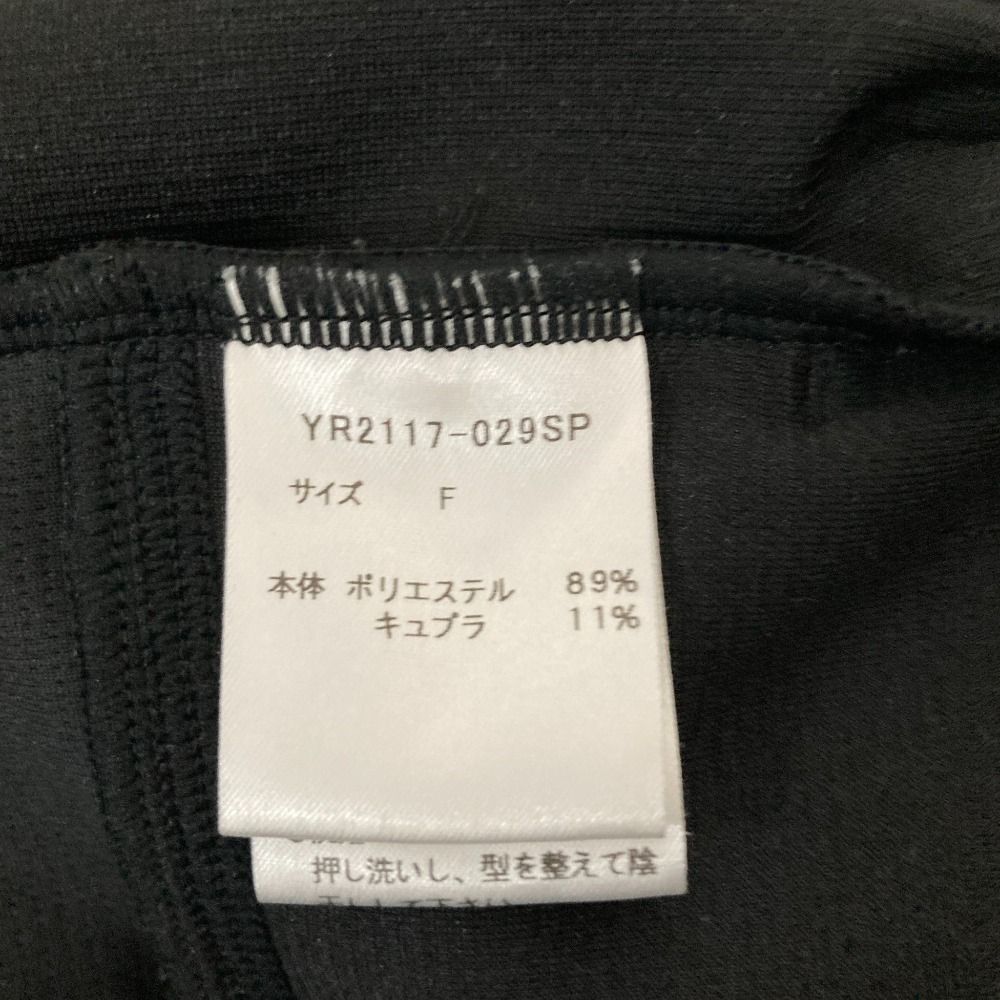 YR2117-029SP
サイズ F
本体 ポリエステル 89%
キュプラ 11%
押し洗いし、型を整えて陰